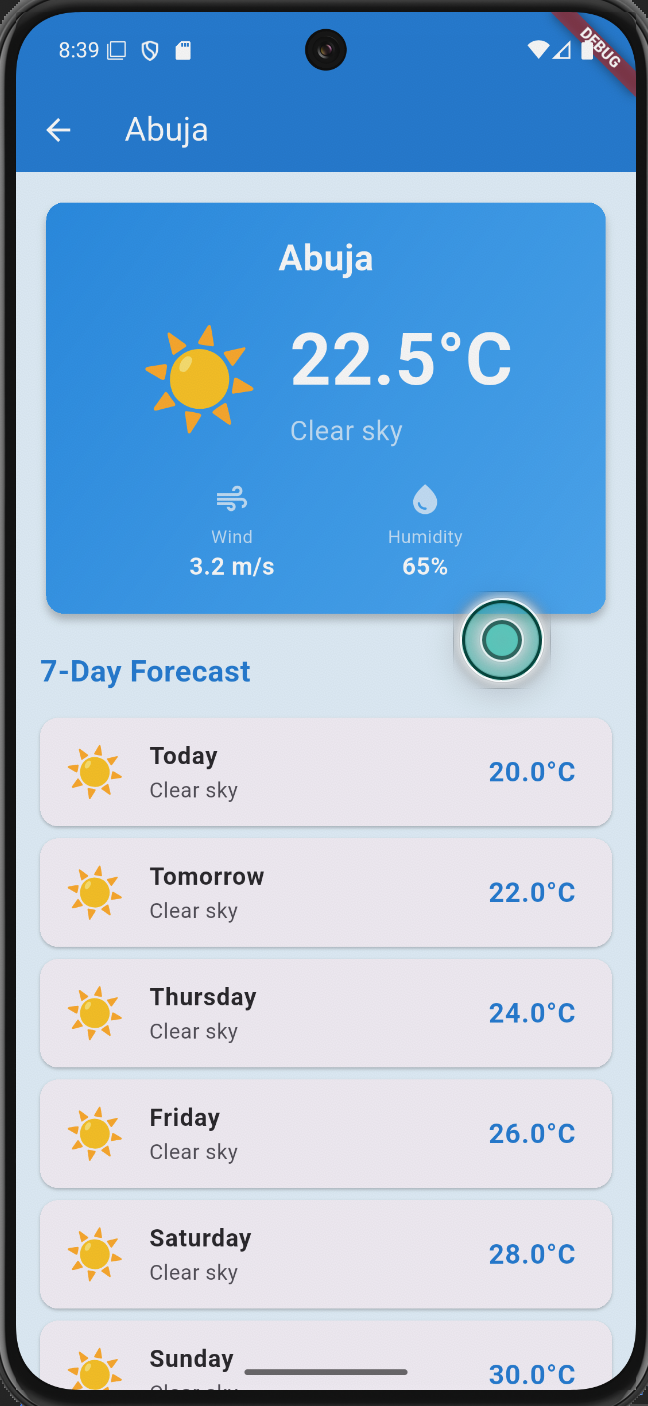 8:39
DEBUG
Abuja
Abuja
22.5°C
Clear sky
Wind
Humidity
3.2 m/s
65%
7-Day Forecast
Today
Clear sky
20.0°C
Tomorrow
Clear sky
22.0°C
Thursday
Clear sky
24.0°C
Friday
Clear sky
26.0°C
Saturday
Clear sky
28.0°C
Sunday
30.0°C